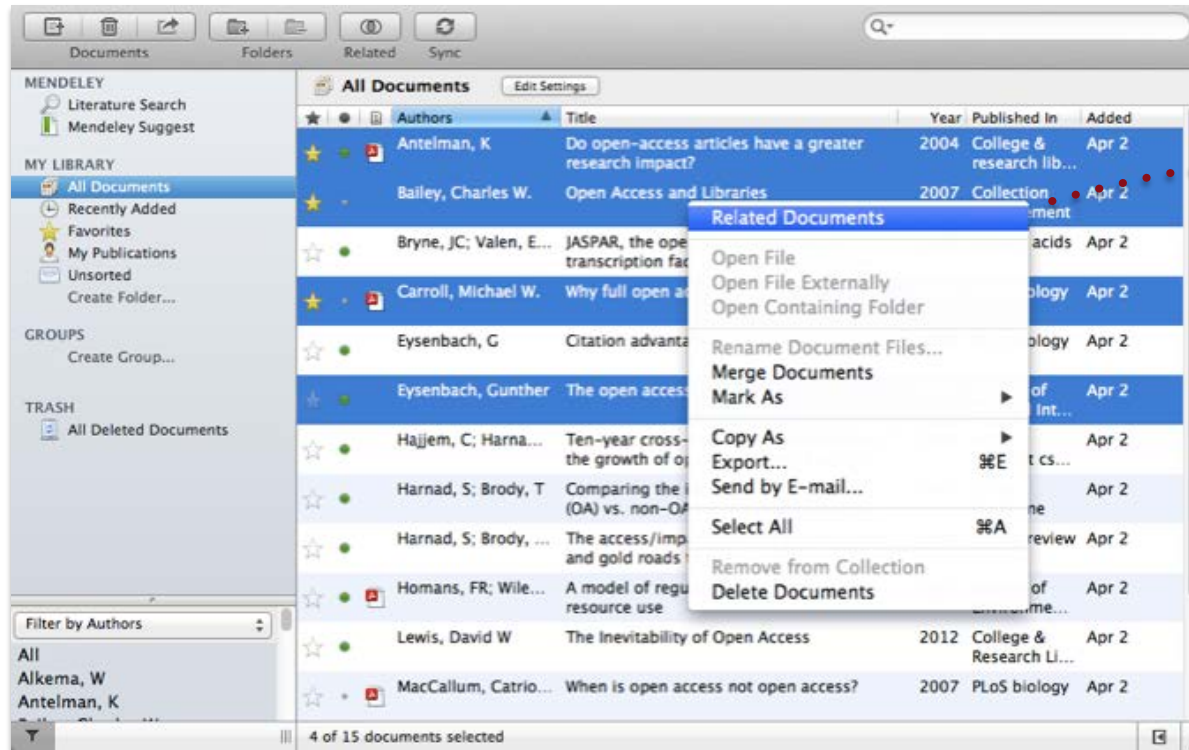 Documents Folders Related Sync
MENDELEY
Literature Search
Mendeley Suggest
MY LIBRARY
All Documents
Recently Added
Favorites
My Publications
Unsorted
Create Folder...
GROUPS
Create Group...
TRASH
All Deleted Documents
Filter by Authors
All
Alkema, W
Antelman, K
All Documents Edit Settings
Authors Title Year Published In Added
Antelman, K Do open-access articles have a greater 2004 College & Apr 2
research impact? research lib...
Bailey, Charles W. Open Access and Libraries 2007 Collection Apr 2
ement
Bryne, JC; Valen, E... JASPAR, the ope acids Apr 2
transcription fac
Carroll, Michael W. Why full open a ology Apr 2
Eysenbach, G Citation advanta ology Apr 2
Eysenbach, Gunther The open access of Apr 2
Int...
Hajjem, C; Harna... Ten-year cross- Apr 2
the growth of o t cs...
Harnad, S; Brody, T Comparing the i Apr 2
(OA) vs. non-OA ne
Harnad, S; Brody, ... The access/imp review Apr 2
and gold roads
Homans, FR; Wile... A model of regu of Apr 2
resource use Environme...
Lewis, David W The Inevitability of Open Access 2012 College & Apr 2
Research Li...
MacCallum, Catrio... When is open access not open access? 2007 PLoS biology Apr 2
Related Documents
Open File
Open File Externally
Open Containing Folder
Rename Document Files...
Merge Documents
Mark As
Copy As
Export... ⌘E
Send by E-mail...
Select All ⌘A
Remove from Collection
Delete Documents
4 of 15 documents selected